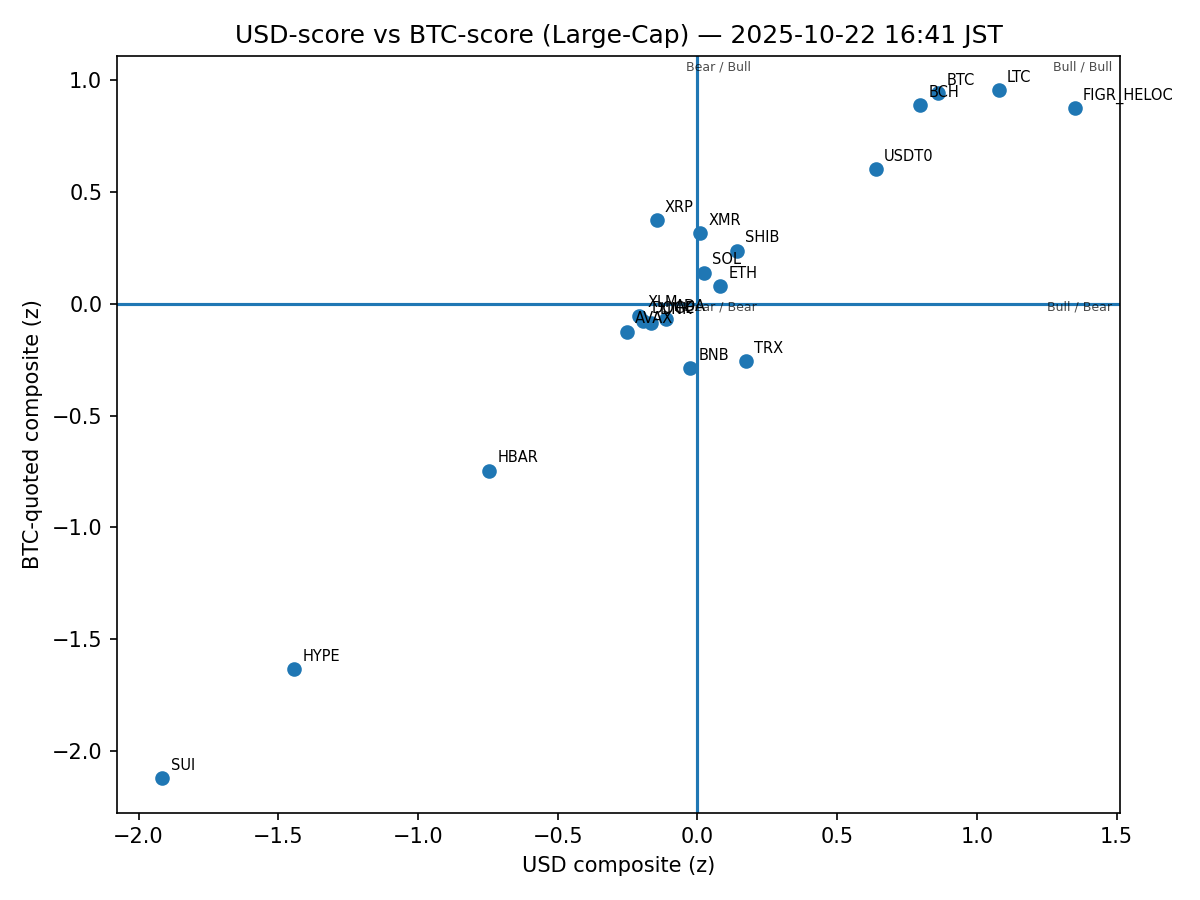 USD-score vs BTC-score (Large-Cap) — 2025-10-22 16:41 JST
Bear / Bull
Bull / Bull
BTC
LTC
BCH
FIGR_HELOC
USDT0
XRP
XMR
SHIB
SOL
ETH
XLM
ADA
Bear / Bear
Bull / Bear
AVAX
BNB
TRX
HBAR
HYPE
SUI
1.0
0.5
0.0
−0.5
−1.0
−1.5
−2.0
BTC-quoted composite (z)
−2.0
−1.5
−1.0
−0.5
0.0
0.5
1.0
1.5
USD composite (z)